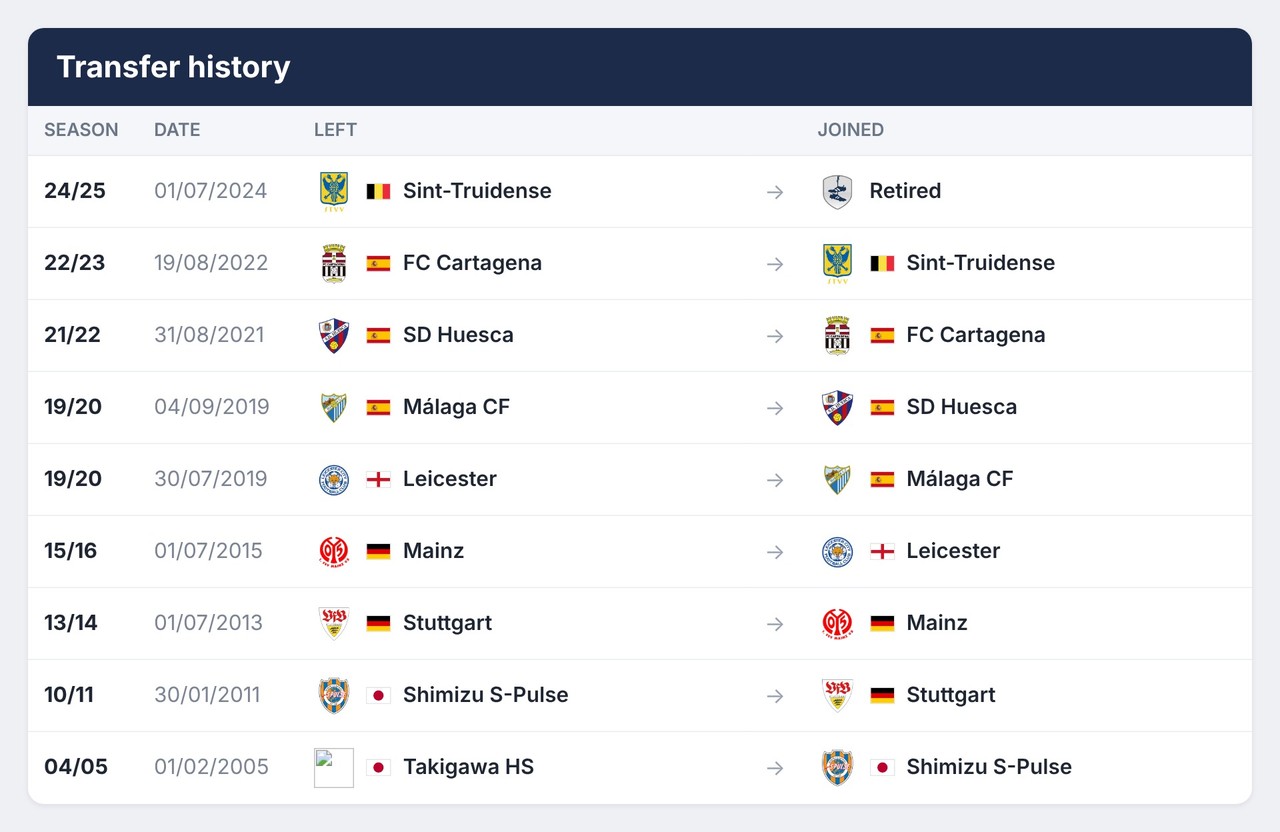 Transfer history
SEASON DATE LEFT JOINED
24/25 01/07/2024 Sint-Truidense → Retired
22/23 19/08/2022 FC Cartagena → Sint-Truidense
21/22 31/08/2021 SD Huesca → FC Cartagena
19/20 04/09/2019 Málaga CF → SD Huesca
19/20 30/07/2019 Leicester → Málaga CF
15/16 01/07/2015 Mainz → Leicester
13/14 01/07/2013 Stuttgart → Mainz
10/11 30/01/2011 Shimizu S-Pulse → Stuttgart
04/05 01/02/2005 Takigawa HS → Shimizu S-Pulse